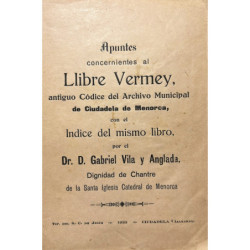 Apuntes
concernientes al
Llibre Vermey,
antiguo Códice del Archivo Municipal
de Ciudadela de Menorca,
con el
Indice del mismo libro,
por el
Dr. D. Gabriel Vila y Anglada,
Dignidad de Chantre
de la Santa Iglesia Catedral de Menorca